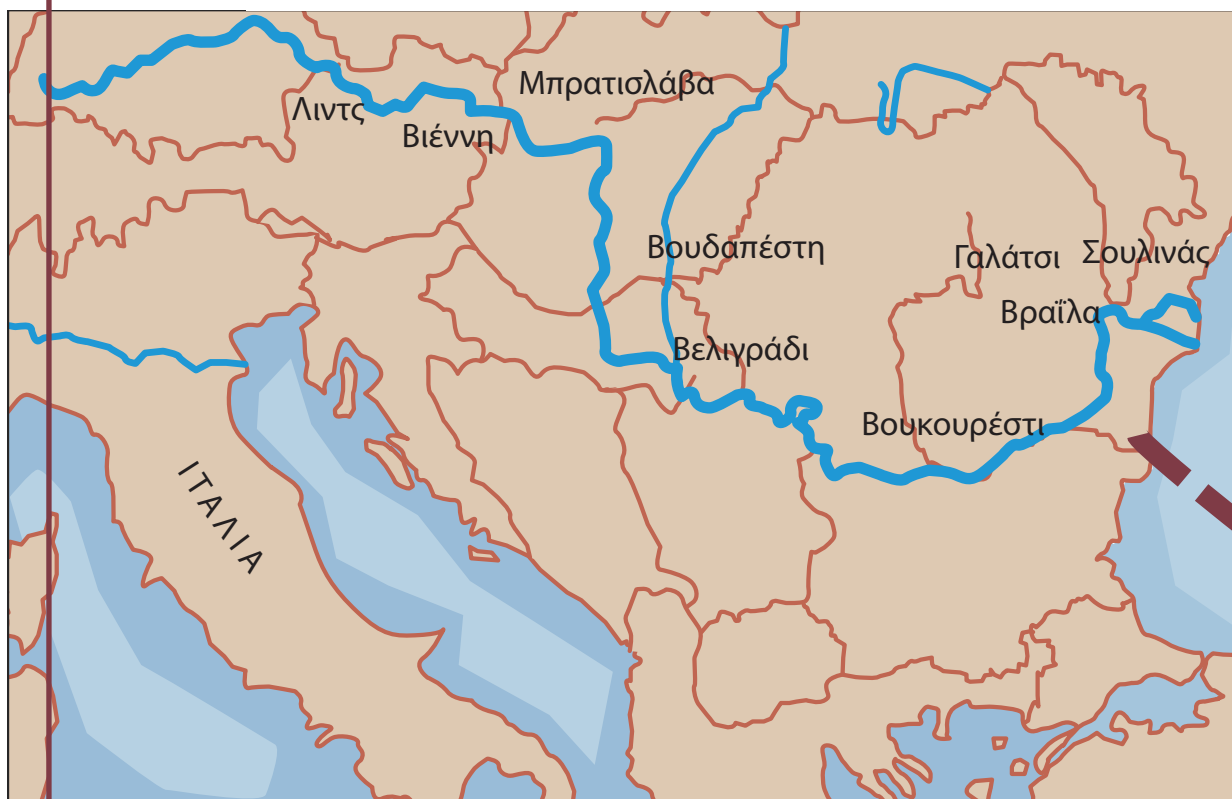 Μπρατισλάβα
Λιντς
Βιέννη
Βουδαπέστη
Γαλάτσι
Σουλινάς
Βραΐλα
Βελιγράδι
Βουκουρέστι
ΙΤΑΛΙΑ